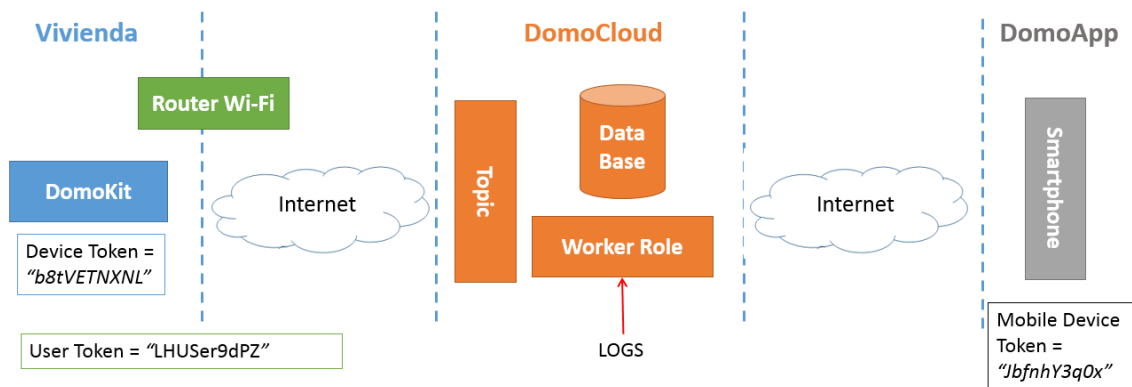 Vivienda
DomoCloud
DomoApp
Router Wi-Fi
DomoKit
Internet
Topic
Data
Base
Worker Role
Internet
Smartphone
Device Token =
“b8tVETNXNL”
User Token = “LHUSer9dPZ”
LOGS
Mobile Device
Token =
“JbfnhY3q0x”